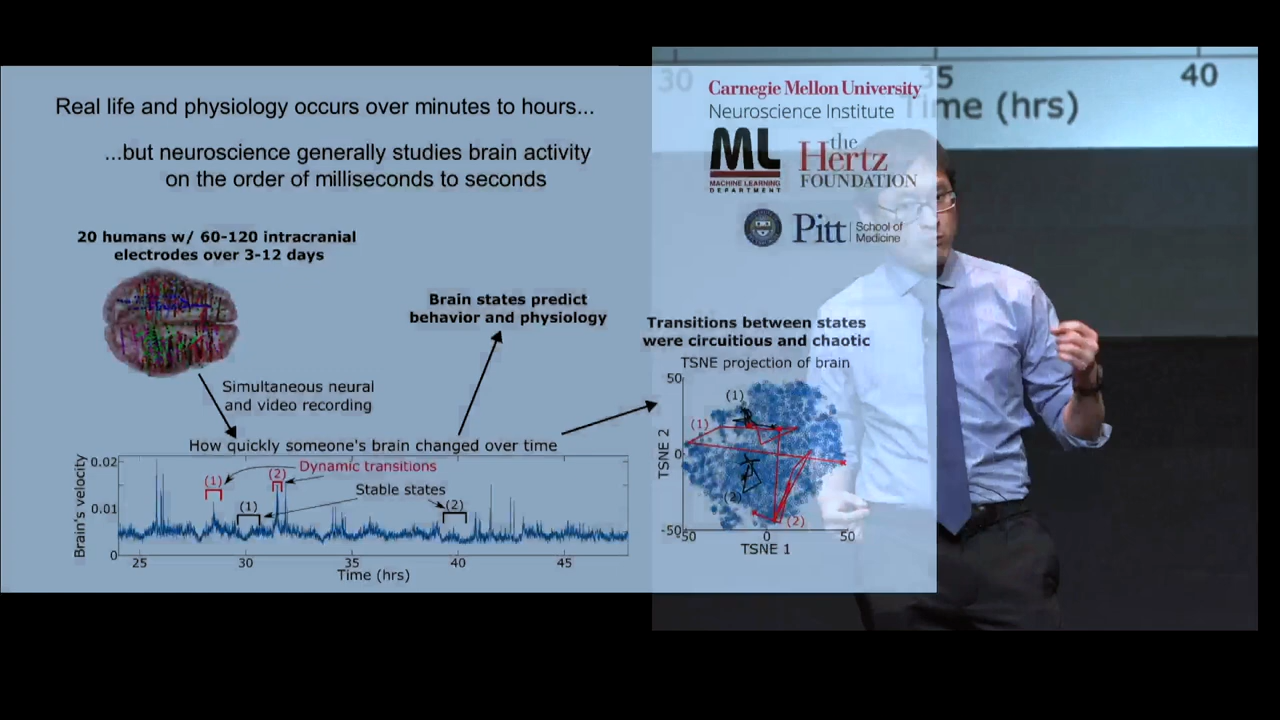 Real life and physiology occurs over minutes to hours...
...but neuroscience generally studies brain activity
on the order of milliseconds to seconds
Carnegie Mellon University
Neuroscience Institute
ML
MACHINE LEARNING
DEPARTMENT
the
Hertz
FOUNDATION
Pitt School of
Medicine
30 35 40
Time (hrs)
20 humans w/ 60-120 intracranial
electrodes over 3-12 days
Simultaneous neural
and video recording
Brain states predict
behavior and physiology
Transitions between states
were circuitious and chaotic
How quickly someone's brain changed over time
Brain's velocity
0.02
0.01
0
(1)
(2)
Dynamic transitions
(1)
Stable states
(2)
25 30 35 40 45
Time (hrs)
TSNE projection of brain
TSNE 2
50
0
-50
(1)
(1)
(2)
(2)
-50 0 50
TSNE 1